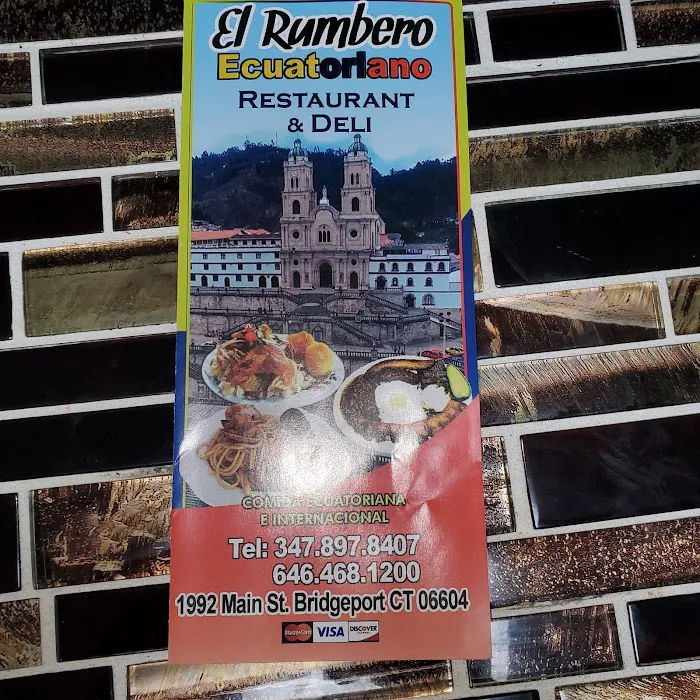 El Rumbero
Ecuatoriano
RESTAURANT
& DELI
COMIDA ECUATORIANA
E INTERNACIONAL
Tel: 347.897.8407
646.468.1200
1992 Main St. Bridgeport CT 06604
MasterCard VISA DISCOVER